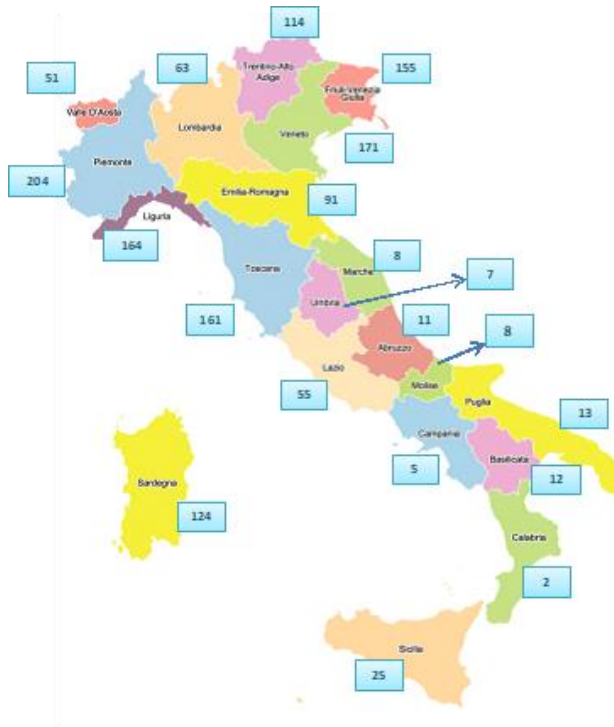 114
63
155
51
Trentino-Alto
Adige
Friuli-Venezia
Giulia
Valle D'Aosta
Lombardia
Veneto
171
Piemonte
204
Emilia-Romagna
91
Liguria
164
8
7
Toscana
Marche
Umbria
161
11
8
Abruzzo
Lazio
Molise
55
Puglia
13
Campania
5
Basilicata
12
Sardegna
124
Calabria
2
Sicilia
25